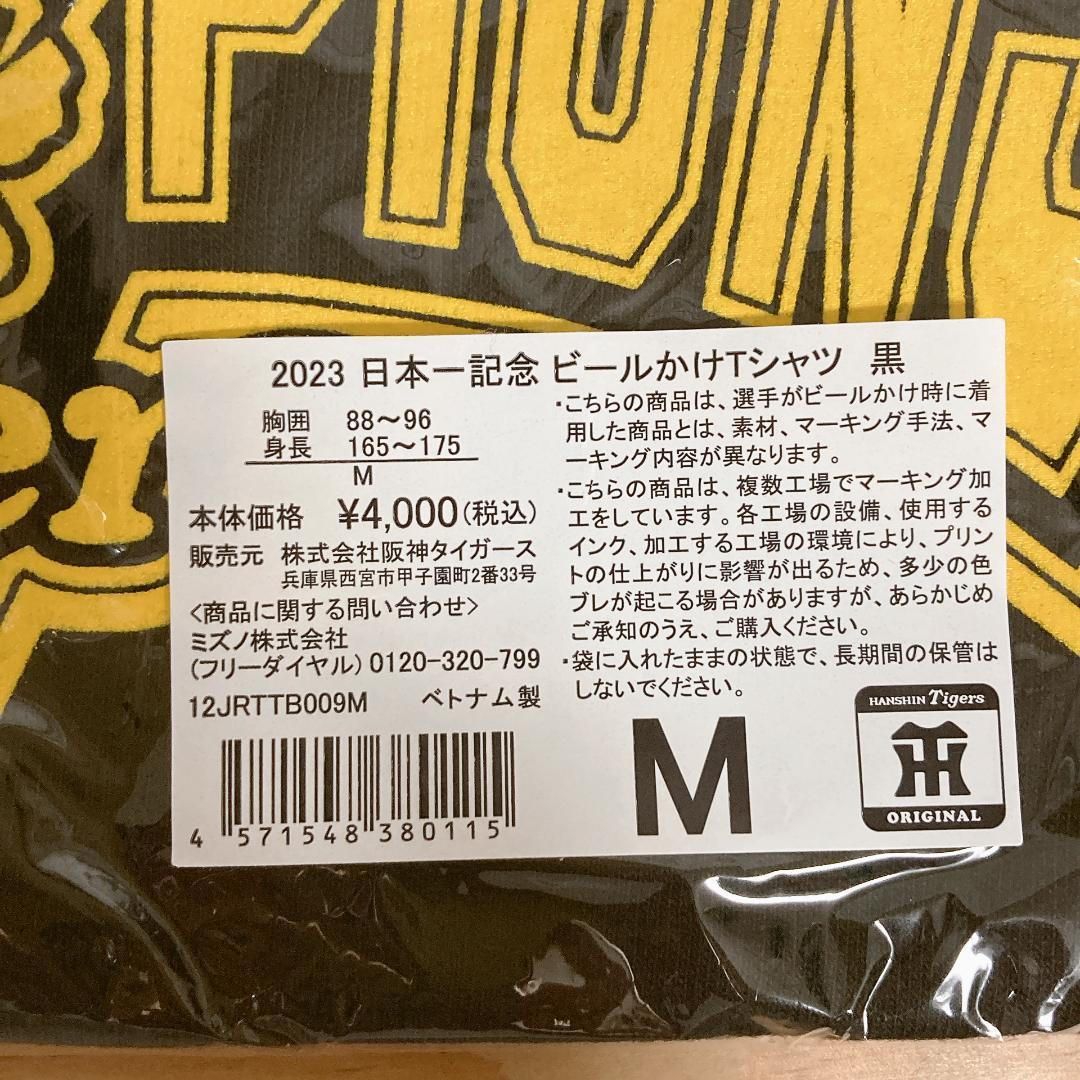 PIONS
er
2023 日本一記念 ビールかけTシャツ 黒
胸囲 88～96
身長 165～175
M
本体価格 ¥4,000(税込)
販売元 株式会社阪神タイガース
兵庫県西宮市甲子園町2番33号
<商品に関する問い合わせ>
ミズノ株式会社
(フリーダイヤル)0120-320-799
12JRTTB009M ベトナム製
4 571548 380115
・こちらの商品は、選手がビールかけ時に着
用した商品とは、素材、マーキング手法、マ
ーキング内容が異なります。
・こちらの商品は、複数工場でマーキング加
工をしています。各工場の設備、使用する
インク、加工する工場の環境により、プリン
トの仕上がりに影響が出るため、多少の色
ブレが起こる場合がありますが、あらかじめ
ご承知のうえ、ご購入ください。
・袋に入れたままの状態で、長期間の保管は
しないでください。
M
HANSHIN Tigers
TH
ORIGINAL